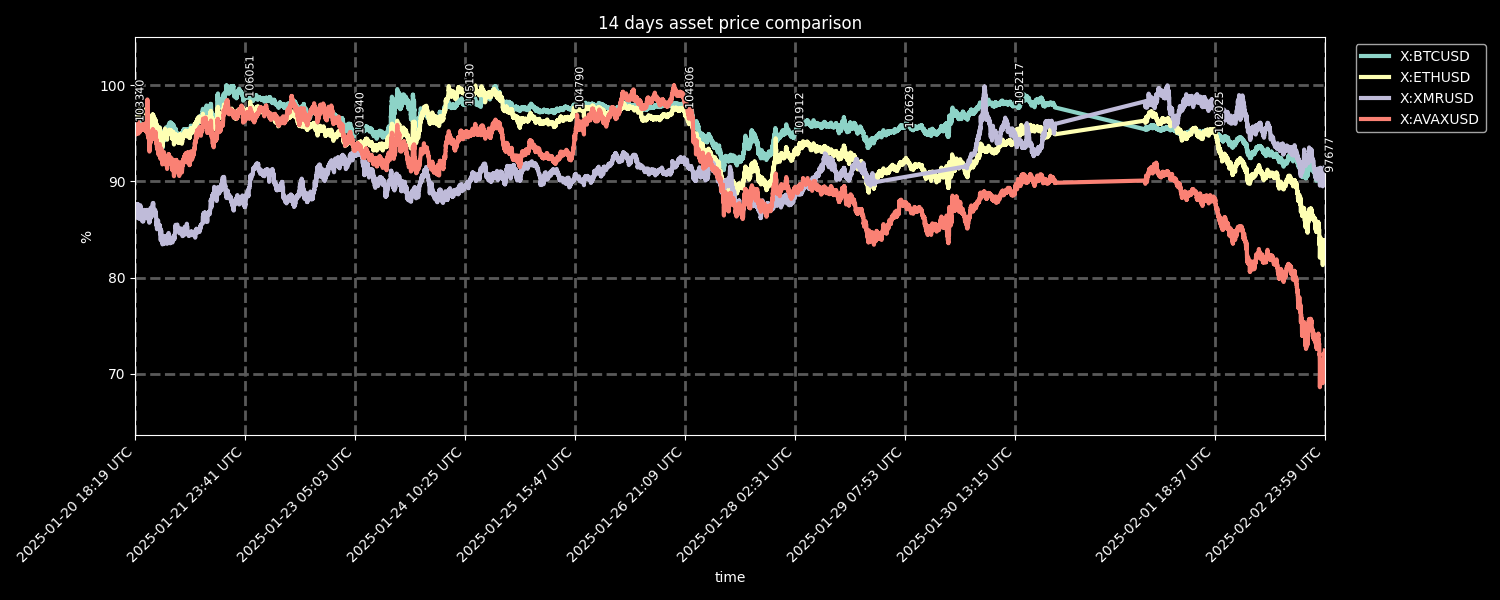 14 days asset price comparison
X:BTCUSD
X:ETHUSD
X:XMRUSD
X:AVAXUSD
100
90
80
70
%
103340
106051
101940
105130
104790
104806
101912
102629
105217
102025
97677
2025-01-20 18:19 UTC
2025-01-21 23:41 UTC
2025-01-23 05:03 UTC
2025-01-24 10:25 UTC
2025-01-25 15:47 UTC
2025-01-26 21:09 UTC
2025-01-28 02:31 UTC
2025-01-29 07:53 UTC
2025-01-30 13:15 UTC
2025-02-01 18:37 UTC
2025-02-02 23:59 UTC
time